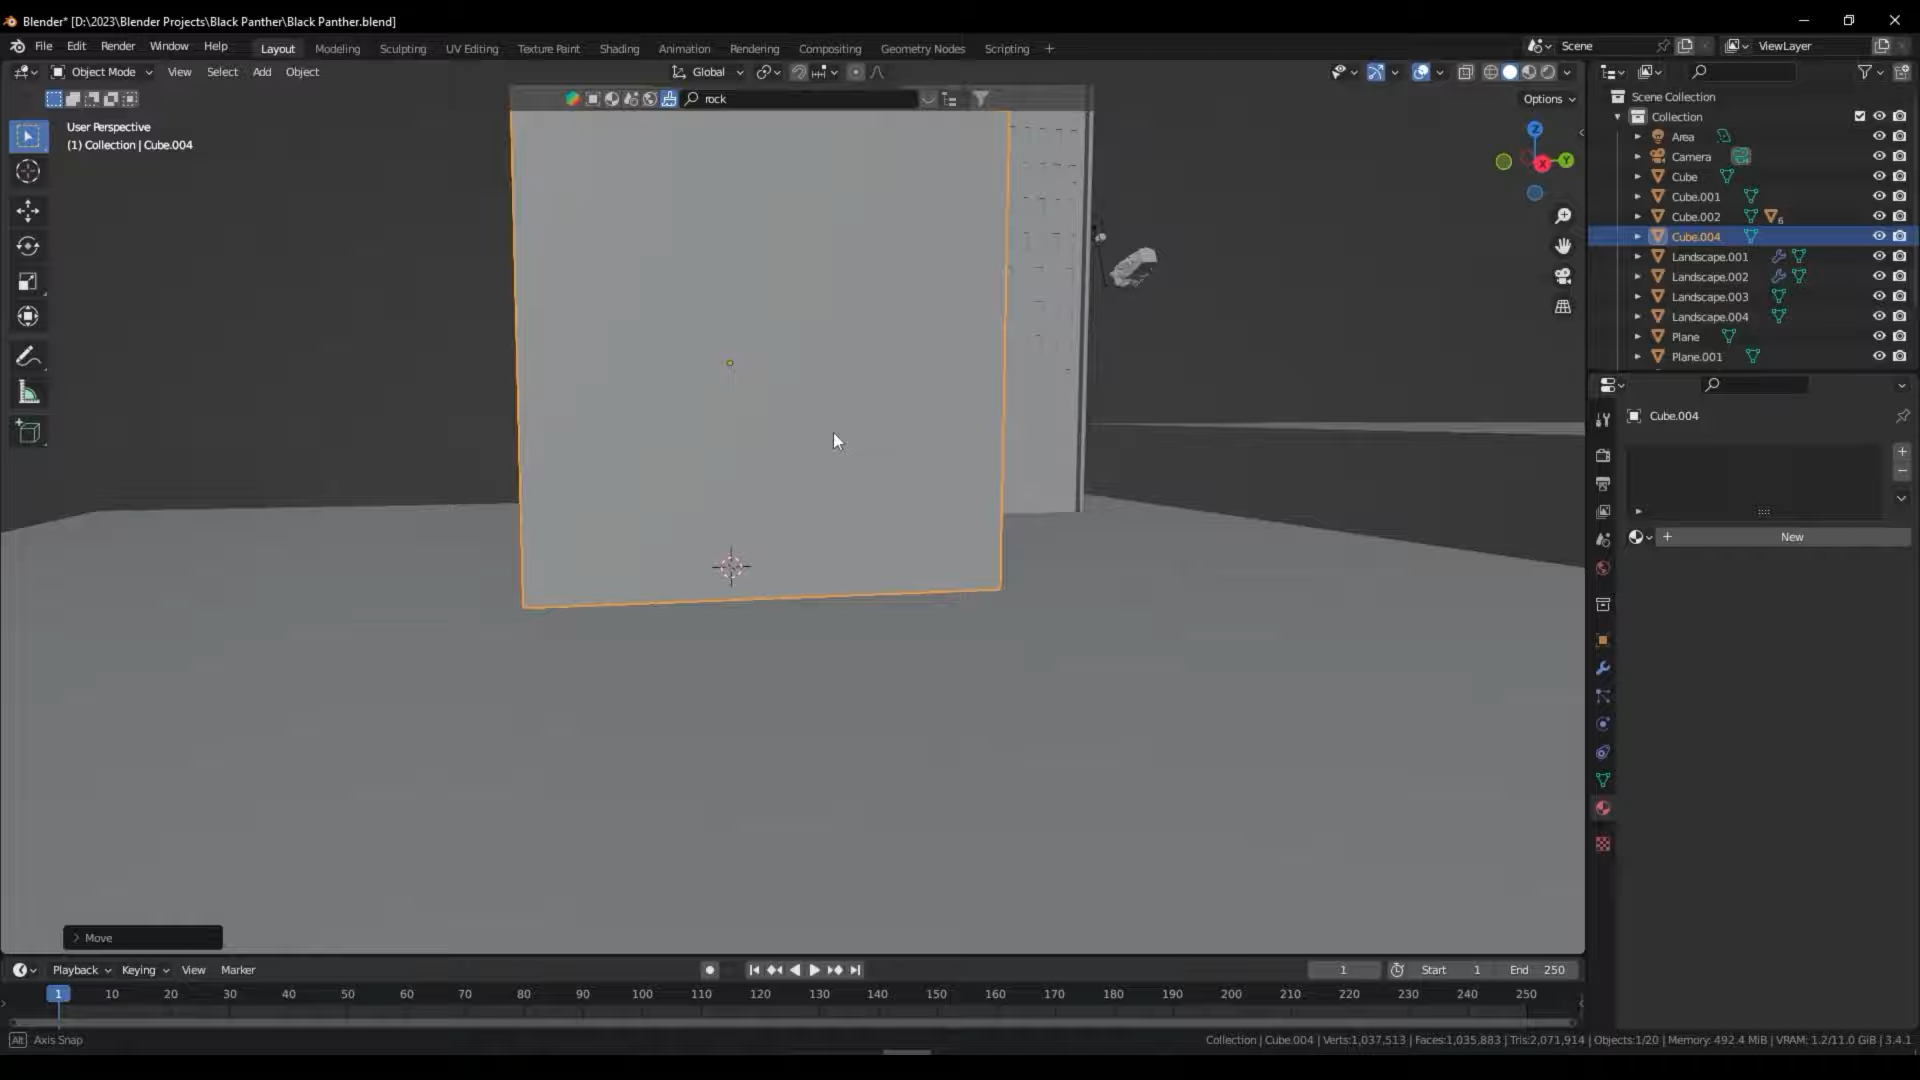 Blender* [D:\2023\Blender Projects\Black Panther\Black Panther.blend]
File Edit Render Window Help Layout Modeling Sculpting UV Editing Texture Paint Shading Animation Rendering Compositing Geometry Nodes Scripting + Scene ViewLayer
Object Mode View Select Add Object Global
rock Options
User Perspective
(1) Collection | Cube.004
Z
Y
X
Scene Collection
Collection
Area
Camera
Cube
Cube.001
Cube.002 6
Cube.004
Landscape.001
Landscape.002
Landscape.003
Landscape.004
Plane
Plane.001
Cube.004
New
Move
Playback Keying View Marker 1 Start 1 End 250
1 10 20 30 40 50 60 70 80 90 100 110 120 130 140 150 160 170 180 190 200 210 220 230 240 250
Alt Axis Snap Collection | Cube.004 | Verts:1,037,513 | Faces:1,035,883 | Tris:2,071,914 | Objects:1/20 | Memory: 492.4 MiB | VRAM: 1.2/11.0 GiB | 3.4.1